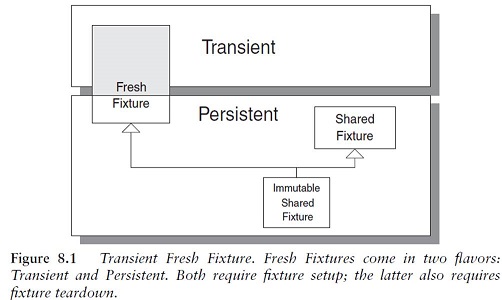 Transient
Fresh
Fixture
Persistent
Shared
Fixture
Immutable
Shared
Fixture
Figure 8.1 Transient Fresh Fixture. Fresh Fixtures come in two flavors:
Transient and Persistent. Both require fixture setup; the latter also requires
fixture teardown.